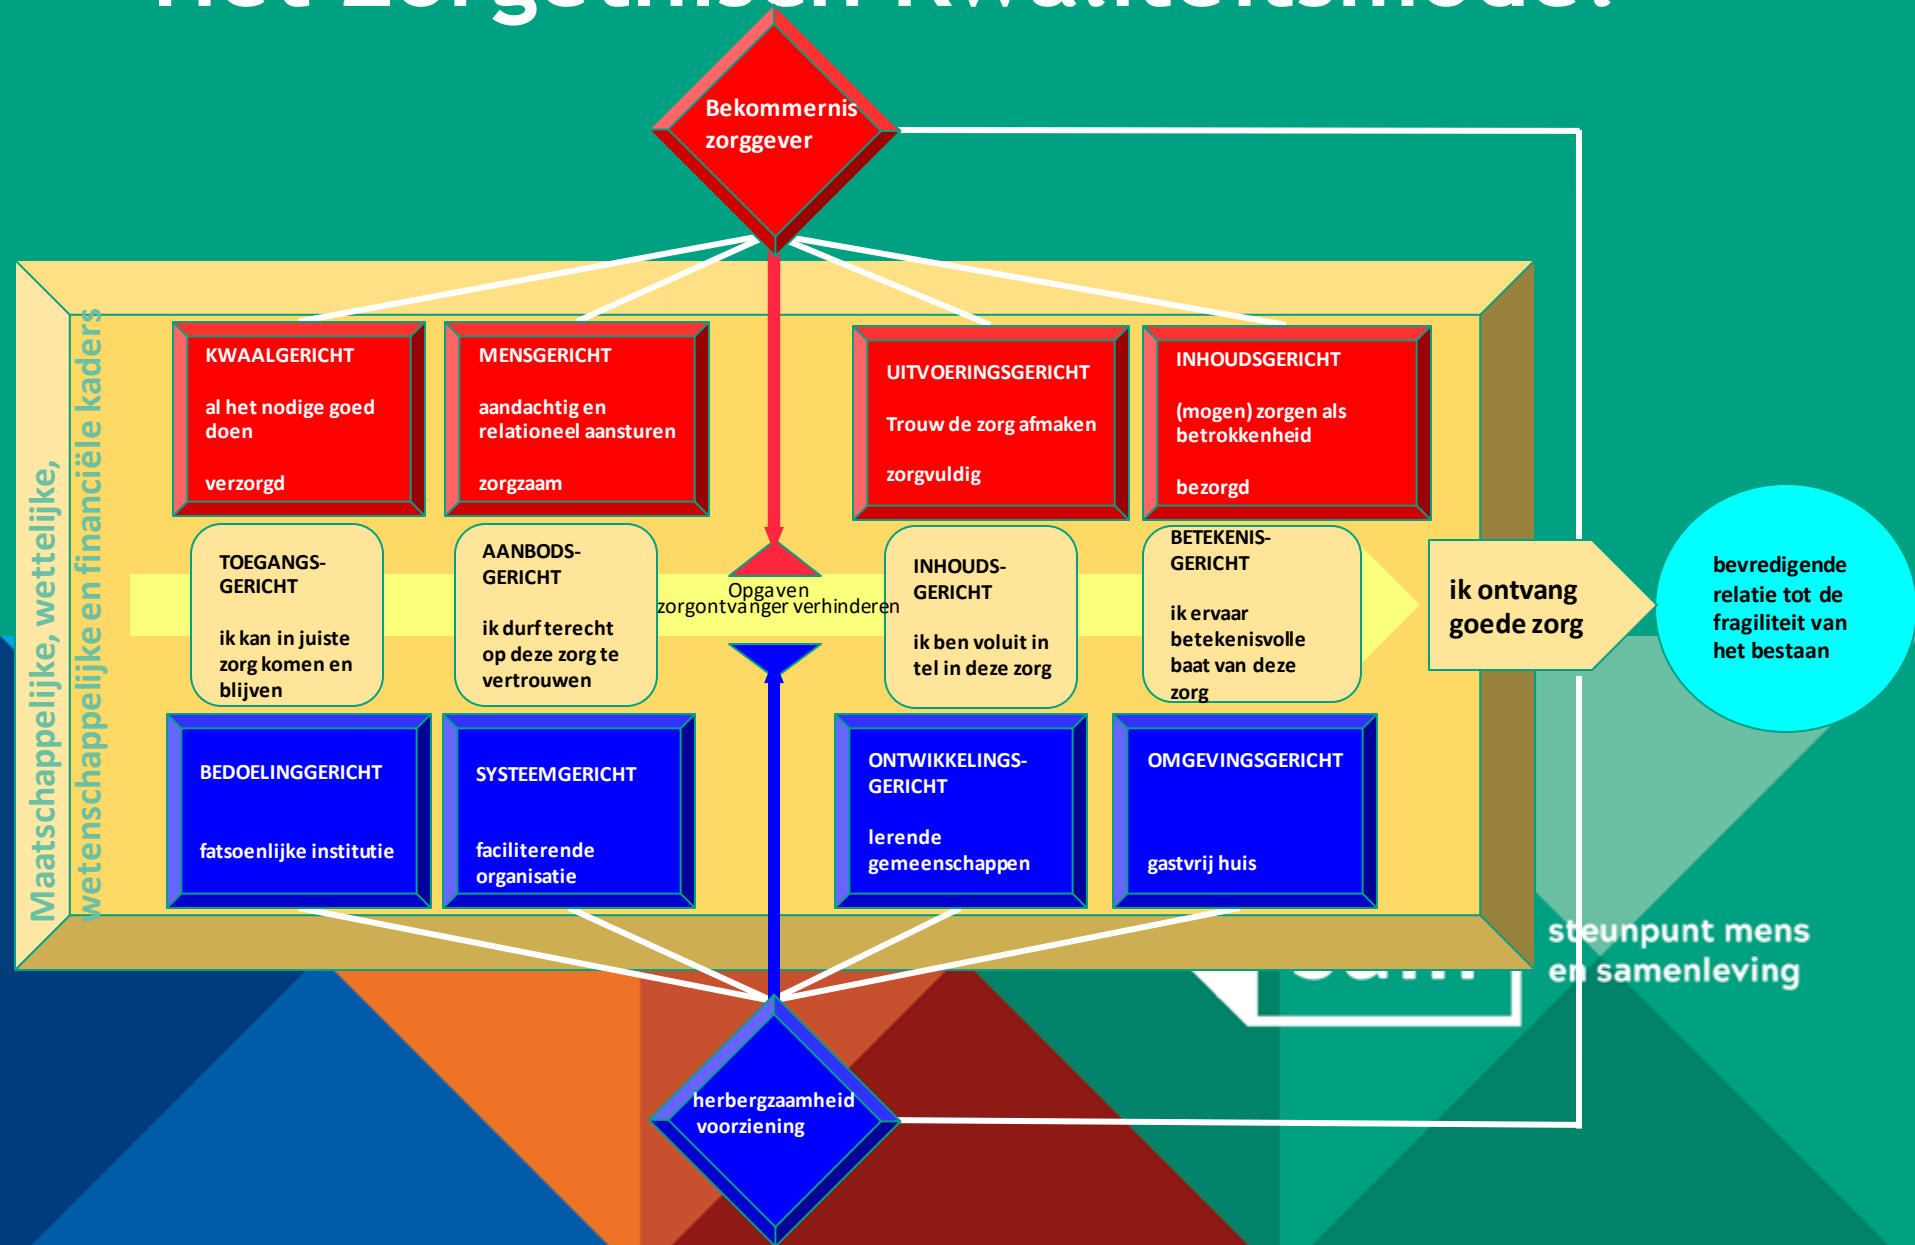 Het Zorgethisch Kwaliteitsmodel
Bekommernis
zorggever
Maatschappelijke, wettelijke,
wetenschappelijke en financiële kaders
KWAALGERICHT
al het nodige goed
doen
verzorgd
MENSGERICHT
aandachtig en
relationeel aansturen
zorgzaam
UITVOERINGSGERICHT
Trouw de zorg afmaken
zorgvuldig
INHOUDSGERICHT
(mogen) zorgen als
betrokkenheid
bezorgd
TOEGANGS-
GERICHT
ik kan in juiste
zorg komen en
blijven
AANBODS-
GERICHT
ik durf terecht
op deze zorg te
vertrouwen
Opgaven
zorgontvanger verhinderen
INHOUDS-
GERICHT
ik ben voluit in
tel in deze zorg
BETEKENIS-
GERICHT
ik ervaar
betekenisvolle
baat van deze
zorg
ik ontvang
goede zorg
bevredigende
relatie tot de
fragiliteit van
het bestaan
BEDOELINGGERICHT
fatsoenlijke institutie
SYSTEEMGERICHT
faciliterende
organisatie
ONTWIKKELINGS-
GERICHT
lerende
gemeenschappen
OMGEVINGSGERICHT
gastvrij huis
steunpunt mens
en samenleving
herbergzaamheid
voorziening